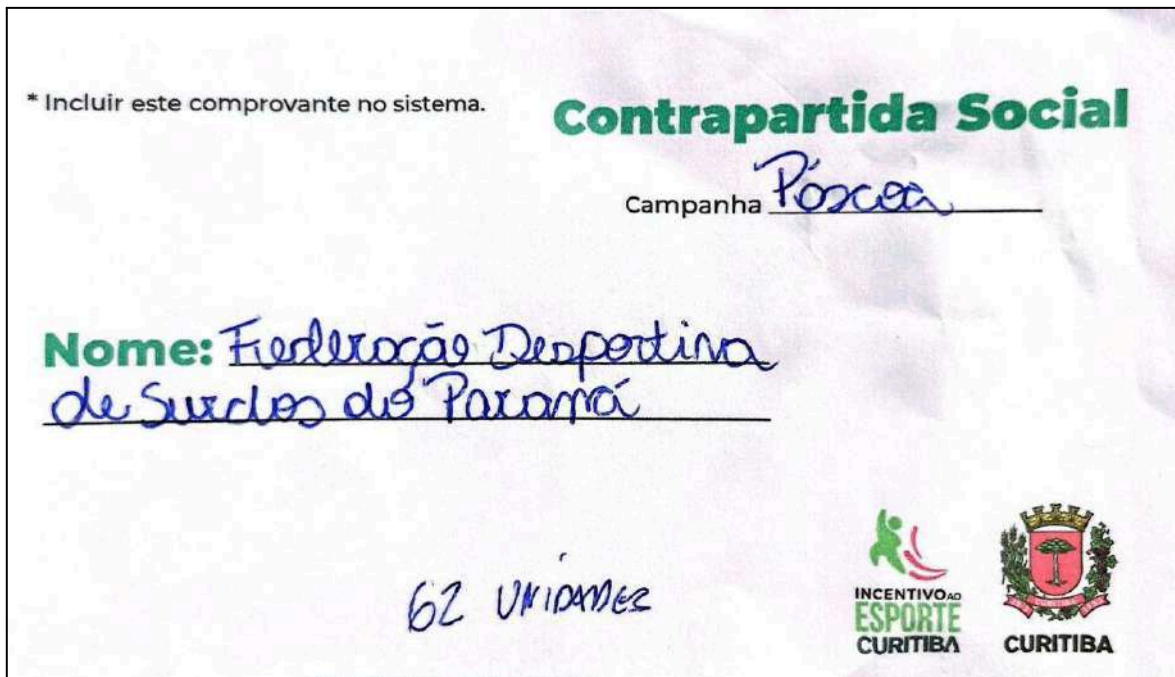 * Incluir este comprovante no sistema.
Contrapartida Social
Campanha Páscoa
Nome: Federação Desportiva
de Surdos do Paraná
62 UNIDADES
INCENTIVO AO
ESPORTE
CURITIBA
CURITIBA